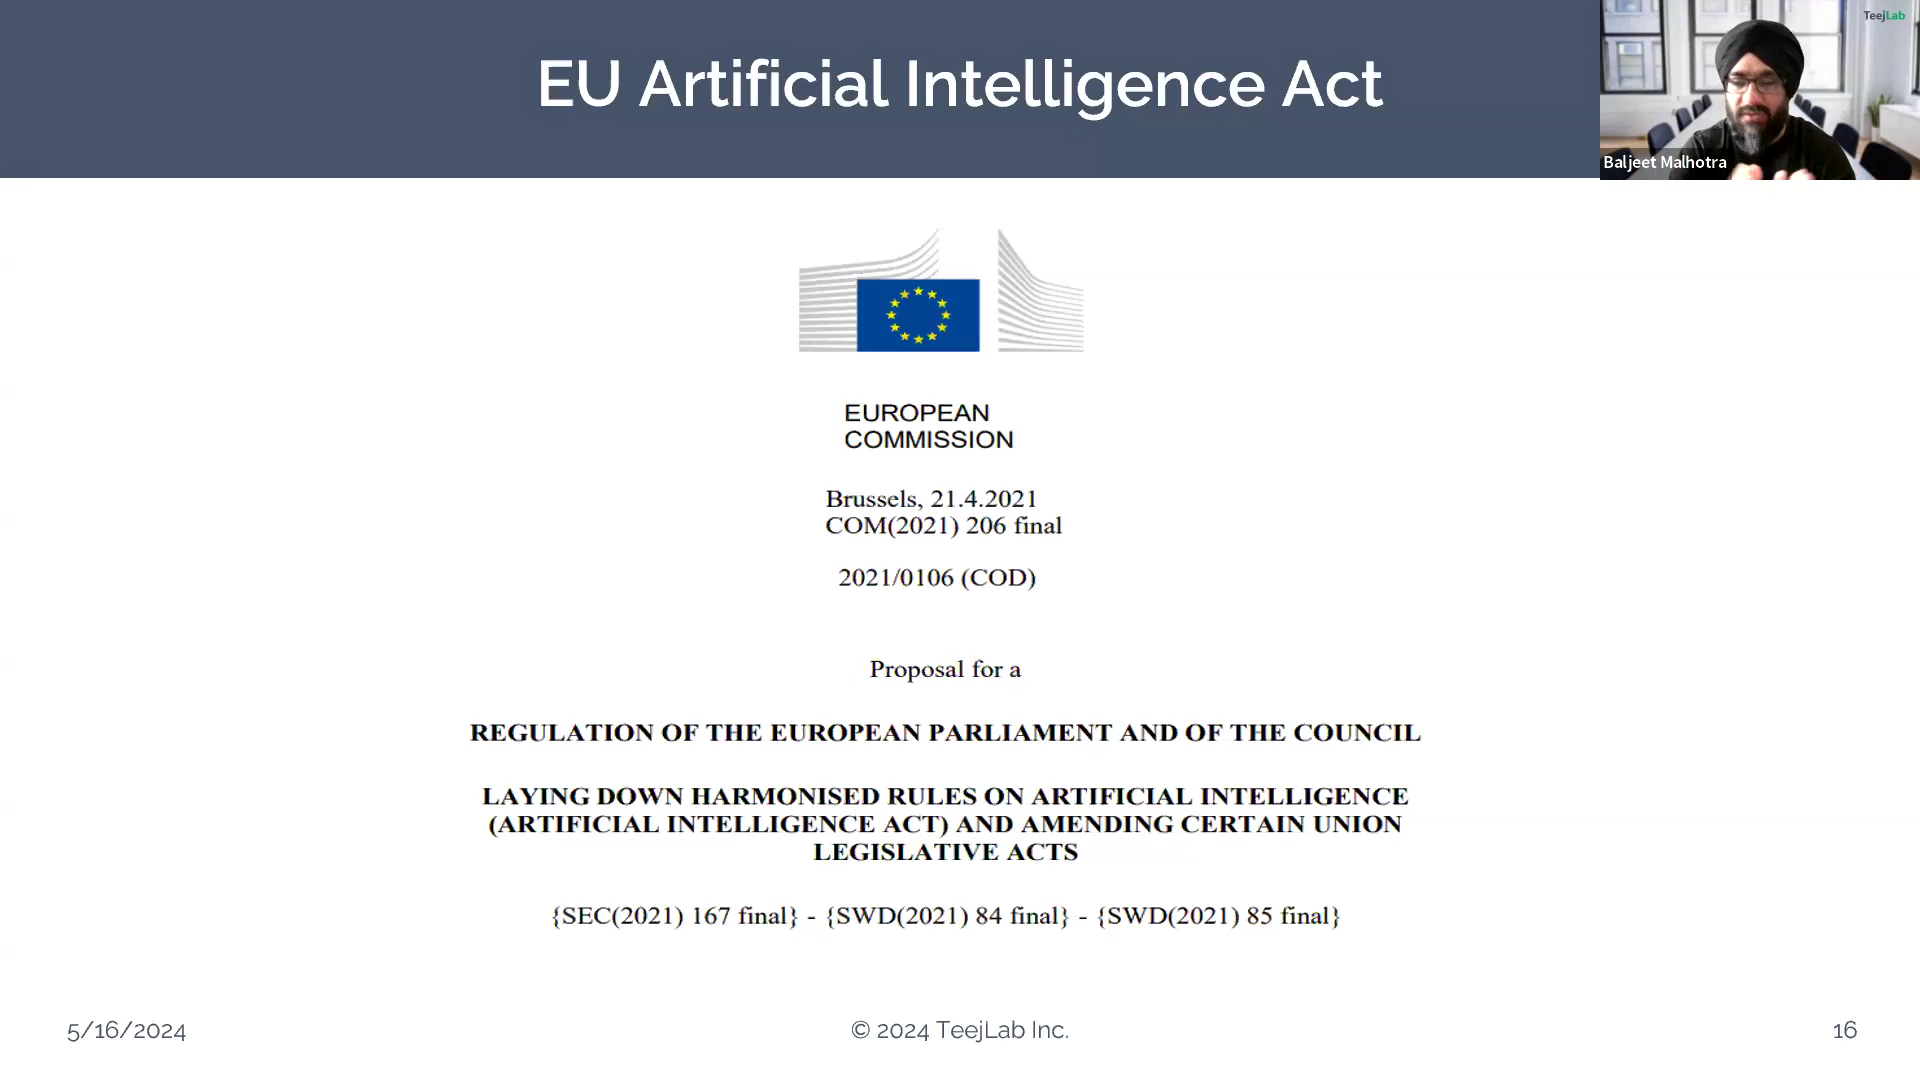 EU Artificial Intelligence Act
TeejLab
Baljeet Malhotra
EUROPEAN
COMMISSION
Brussels, 21.4.2021
COM(2021) 206 final
2021/0106 (COD)
Proposal for a
REGULATION OF THE EUROPEAN PARLIAMENT AND OF THE COUNCIL
LAYING DOWN HARMONISED RULES ON ARTIFICIAL INTELLIGENCE
(ARTIFICIAL INTELLIGENCE ACT) AND AMENDING CERTAIN UNION
LEGISLATIVE ACTS
{SEC(2021) 167 final} - {SWD(2021) 84 final} - {SWD(2021) 85 final}
5/16/2024
© 2024 TeejLab Inc.
16